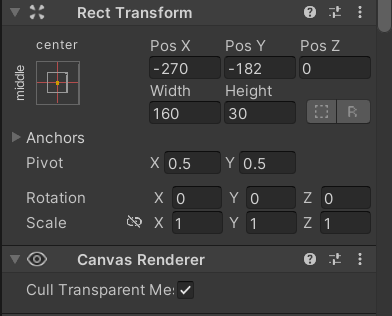 Rect Transform
center
Pos X Pos Y Pos Z
middle
-270 -182 0
Width Height
160 30 R
Anchors
Pivot X 0.5 Y 0.5
Rotation X 0 Y 0 Z 0
Scale X 1 Y 1 Z 1
Canvas Renderer
Cull Transparent Me